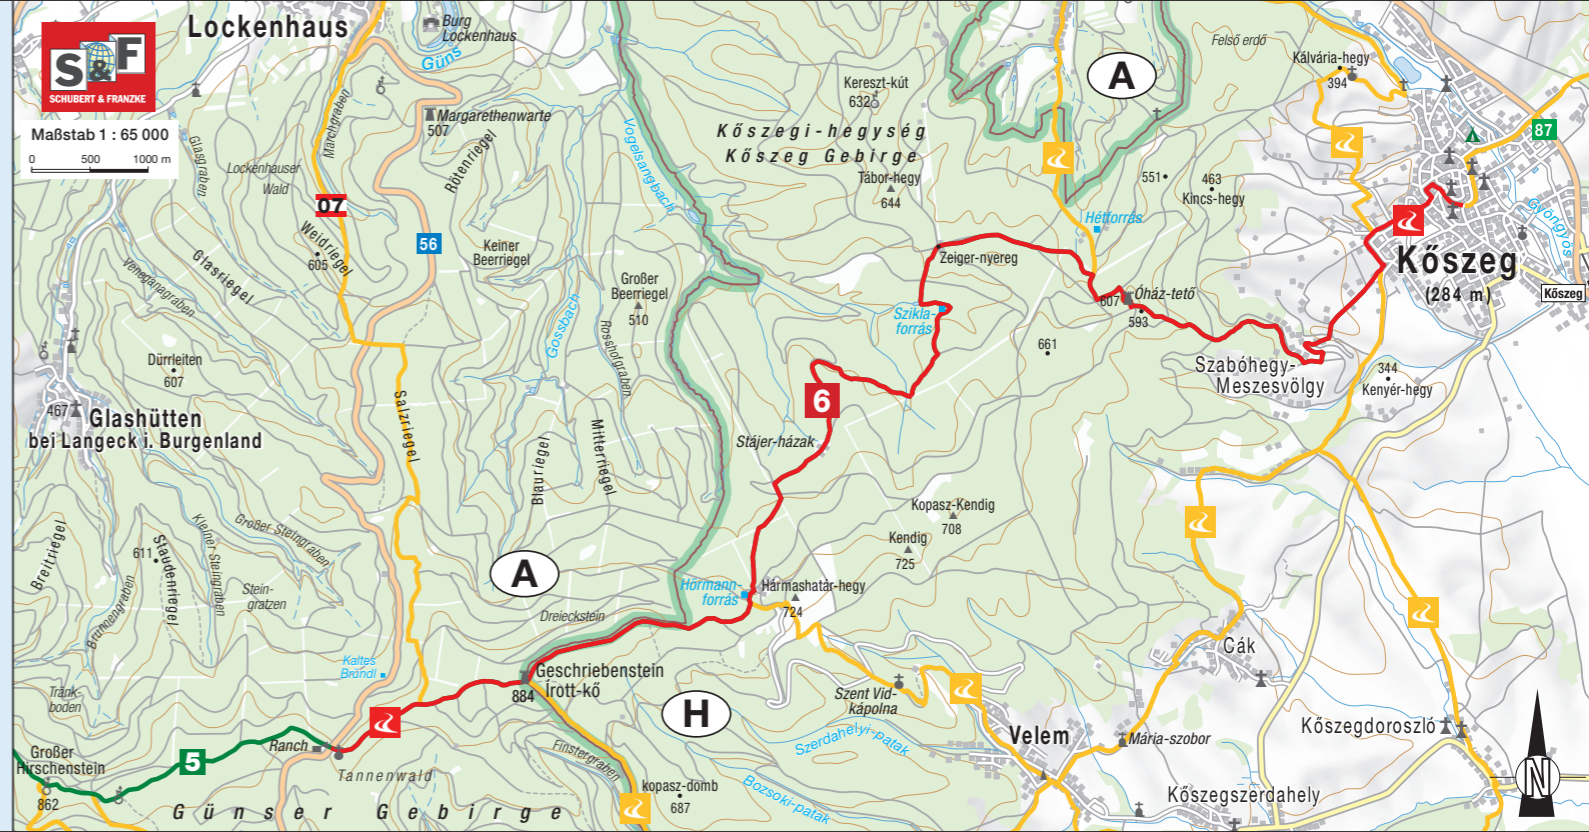 Lockenhaus
Burg
Lockenhaus
Güns
S&F
SCHUBERT & FRANZKE
Maßstab 1 : 65 000
0 500 1000 m
Marchgraben
Glasgraben
Lockenhauser
Wald
Margarethenwarte
507
Rötenriegel
Vogelsangbach
Kereszt-kút
632
Kőszegi-hegység
Kőszeg Gebirge
Tábor-hegy
644
A
Felső erdő
Kálvária-hegy
394
87
551
463
Kincs-hegy
Hétforrás
Gyöngyös
07
Weidriegel
605
56
Keiner
Beerriegel
Glasriegel
Veneganagraben
Großer
Beerriegel
510
Gossbach
Rosshofgraben
Zeiger-nyereg
Szikla-
forrás
607
Óház-tető
593
661
Kőszeg
(284 m)
Kőszeg
Szabóhegy-
Meszesvölgy
344
Kenyér-hegy
Dürrleiten
607
467
Glashütten
bei Langeck i. Burgenland
Salzriegel
Blauriegel
Mitterriegel
6
Stájer-házak
Kopasz-Kendig
708
Kendig
725
Breitriegel
611
Staudenriegel
Kleiner Steingraben
Großer Steingraben
Stein-
gratzen
Brunnengraben
A
Dreieckstein
Hörmann-
forrás
Hármashatár-hegy
724
Kaltes
Bründl
Geschriebenstein
Írott-kő
884
H
Szent Vid-
kápolna
Cák
Tränk-
boden
Großer
Hirschenstein
862
5
Ranch
Tannenwald
Günser Gebirge
Finstergraben
kopasz-domb
687
Szerdahelyi-patak
Bozsoki-patak
Velem
Mária-szobor
Kőszegdoroszló
Kőszegszerdahely
N